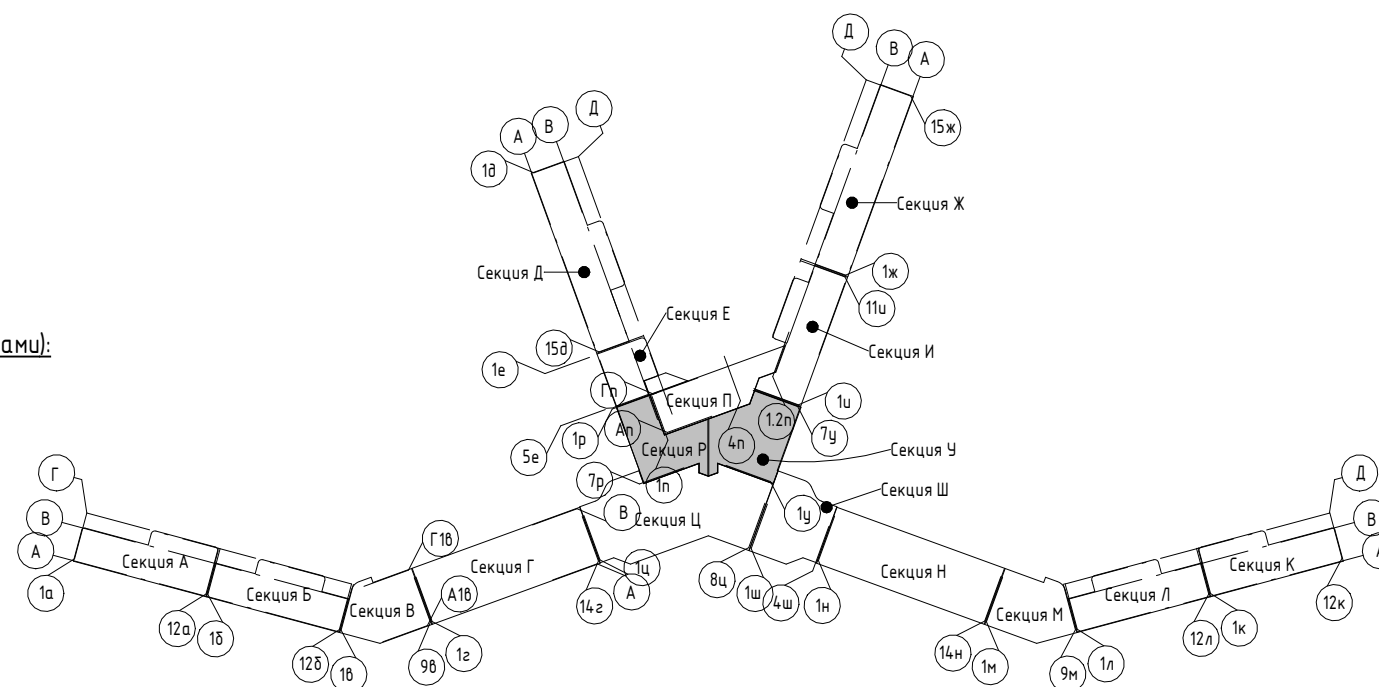 Д
В
А
15ж
Д
В
А
1д
Секция Ж
Секция Д
1ж
11и
Секция Е
ами):
15д
1е
Секция И
Гп
Секция П
1и
1.2п
7у
Ап
4п
1р
5е
Секция Р
Секция У
7р
1п
Секция Ш
1у
Г
В
А
1а
Секция А
12а
1б
Секция Б
12б
1в
Секция В
Г1в
А1в
9в
1г
Секция Г
14г
В
Секция Ц
1ц
А
8ц
1ш
4ш
1н
Секция Н
14н
1м
Секция М
9м
1л
Секция Л
12л
1к
Секция К
12к
Д
В
А